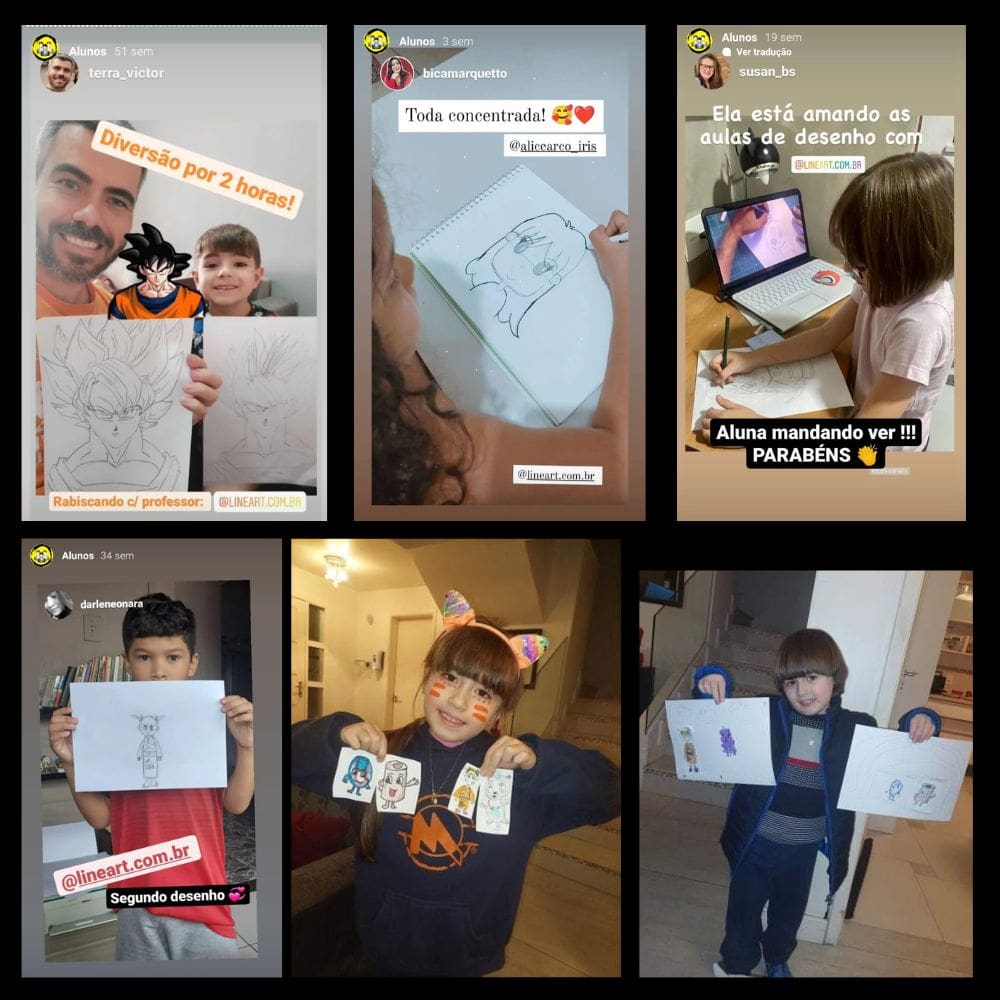 Alunos 51 sem
terra_victor
Diversão por 2 horas!
Rabiscando c/ professor: @LINEART.COM.BR
Alunos 3 sem
bicamarquetto
Toda concentrada! 🥰❤️
@alicearco_iris
@lineart.com.br
Alunos 19 sem
Ver tradução
susan_bs
Ela está amando as
aulas de desenho com
@LINEART.COM.BR
Aluna mandando ver !!!
PARABÉNS 👏
Alunos 34 sem
darleneonara
@lineart.com.br
Segundo desenho 💞